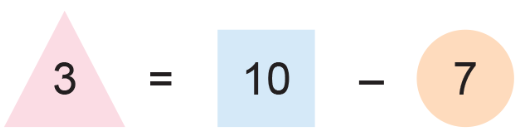 3 = 10 – 7